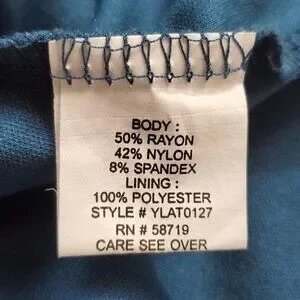 BODY :
50% RAYON
42% NYLON
8% SPANDEX
LINING :
100% POLYESTER
STYLE # YLAT0127
RN # 58719
CARE SEE OVER